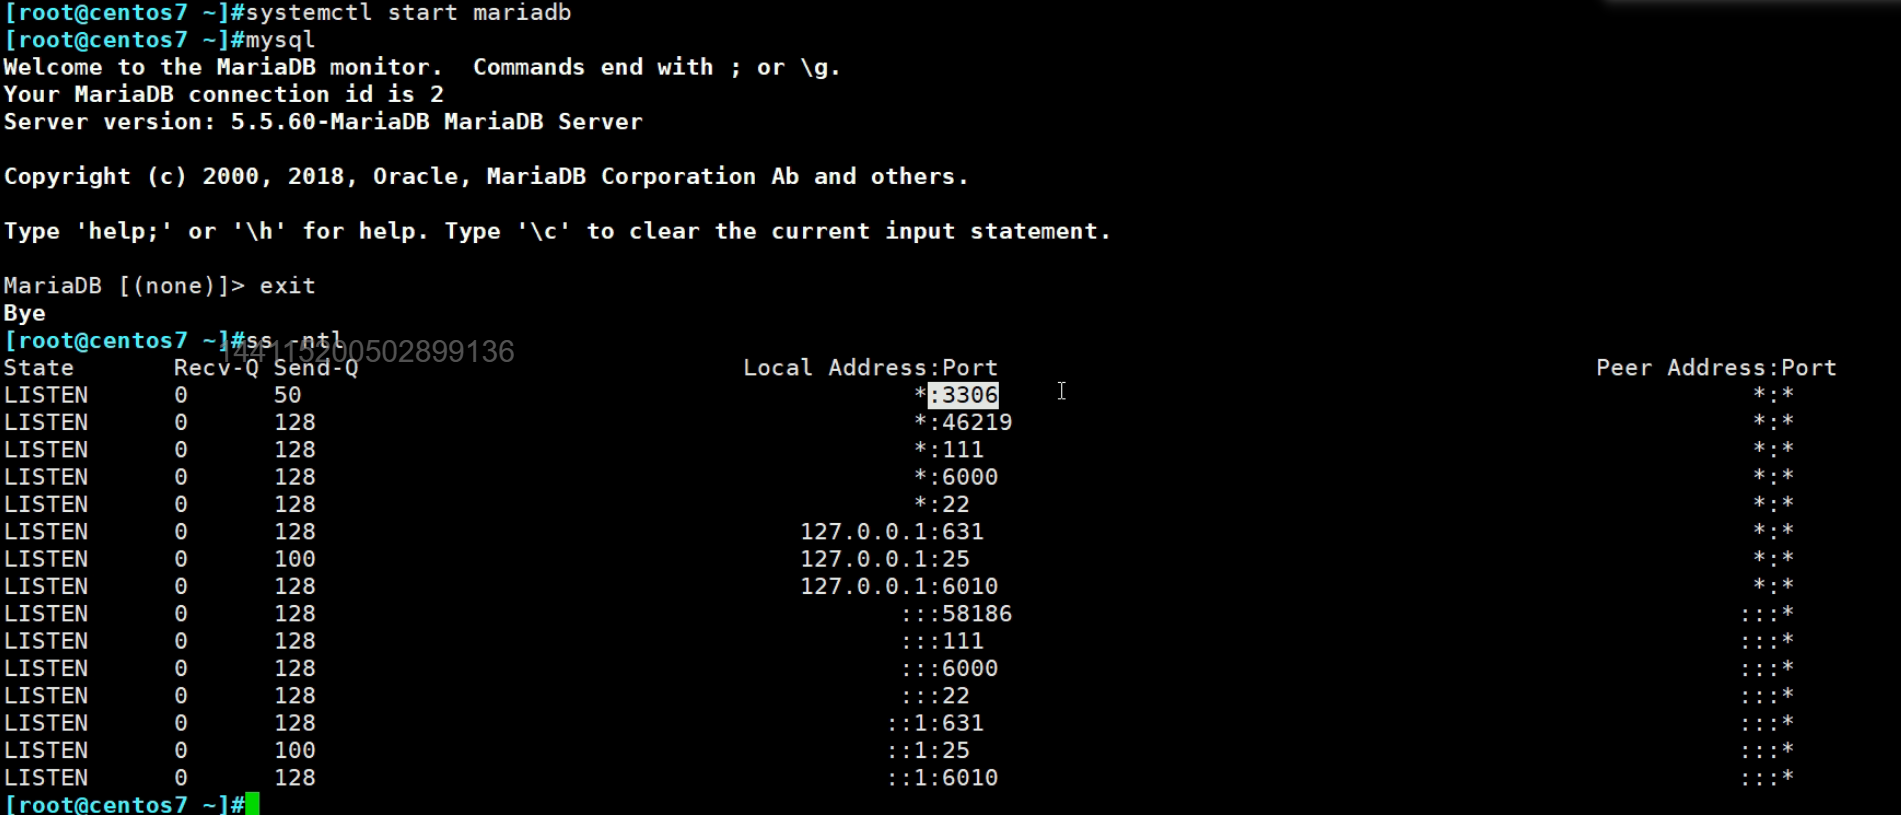 [root@centos7 ~]#systemctl start mariadb
[root@centos7 ~]#mysql
Welcome to the MariaDB monitor.  Commands end with ; or \g.
Your MariaDB connection id is 2
Server version: 5.5.60-MariaDB MariaDB Server
Copyright (c) 2000, 2018, Oracle, MariaDB Corporation Ab and others.
Type 'help;' or '\h' for help. Type '\c' to clear the current input statement.
MariaDB [(none)]> exit
Bye
[root@centos7 ~]#ss -ntl
144115200502899136
State Recv-Q Send-Q Local Address:Port Peer Address:Port
LISTEN 0 50 *:3306 *:*
LISTEN 0 128 *:46219 *:*
LISTEN 0 128 *:111 *:*
LISTEN 0 128 *:6000 *:*
LISTEN 0 128 *:22 *:*
LISTEN 0 128 127.0.0.1:631 *:*
LISTEN 0 100 127.0.0.1:25 *:*
LISTEN 0 128 127.0.0.1:6010 *:*
LISTEN 0 128 :::58186 :::*
LISTEN 0 128 :::111 :::*
LISTEN 0 128 :::6000 :::*
LISTEN 0 128 :::22 :::*
LISTEN 0 128 ::1:631 :::*
LISTEN 0 100 ::1:25 :::*
LISTEN 0 128 ::1:6010 :::*
[root@centos7 ~]#